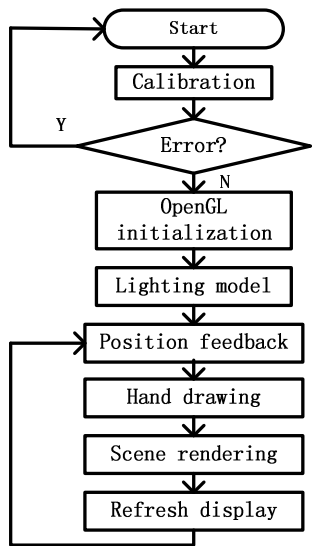 Start
Calibration
Y
Error?
N
OpenGL
initialization
Lighting model
Position feedback
Hand drawing
Scene rendering
Refresh display